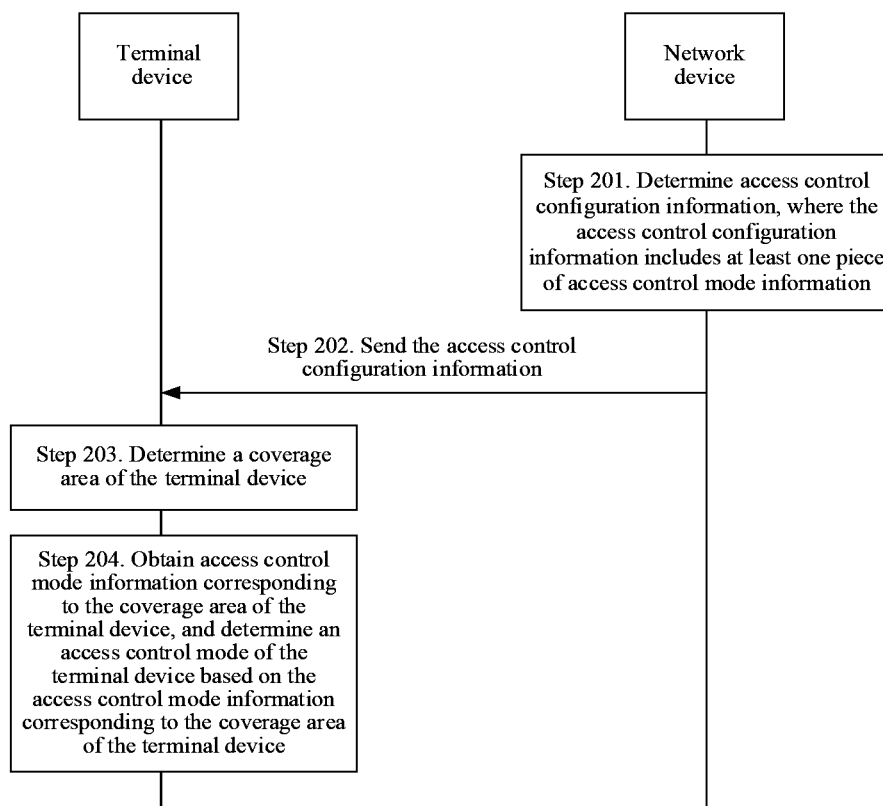 Terminal
device
Network
device
Step 201. Determine access control
configuration information, where the
access control configuration
information includes at least one piece
of access control mode information
Step 202. Send the access control
configuration information
Step 203. Determine a coverage
area of the terminal device
Step 204. Obtain access control
mode information corresponding
to the coverage area of the
terminal device, and determine an
access control mode of the
terminal device based on the
access control mode information
corresponding to the coverage area
of the terminal device